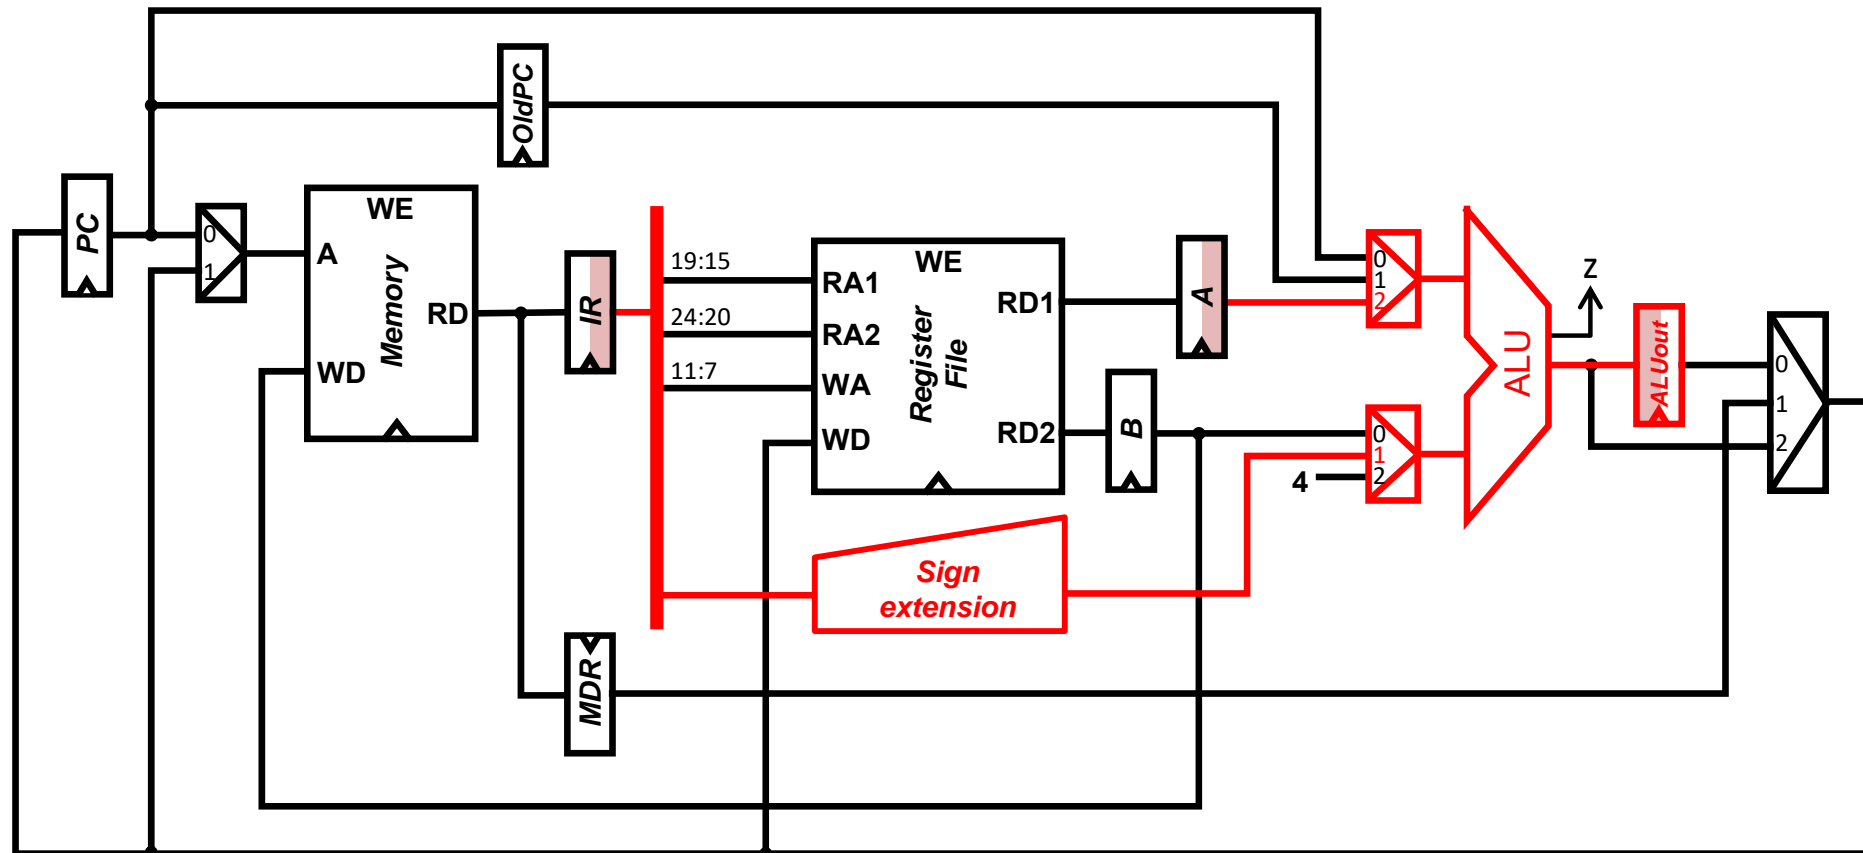 OldPC
PC
0
1
WE
A
Memory
RD
WD
IR
19:15
24:20
11:7
WE
RA1
RA2
WA
WD
Register
File
RD1
RD2
A
B
0
1
2
0
1
2
4
ALU
Z
ALUout
0
1
2
Sign
extension
MDR